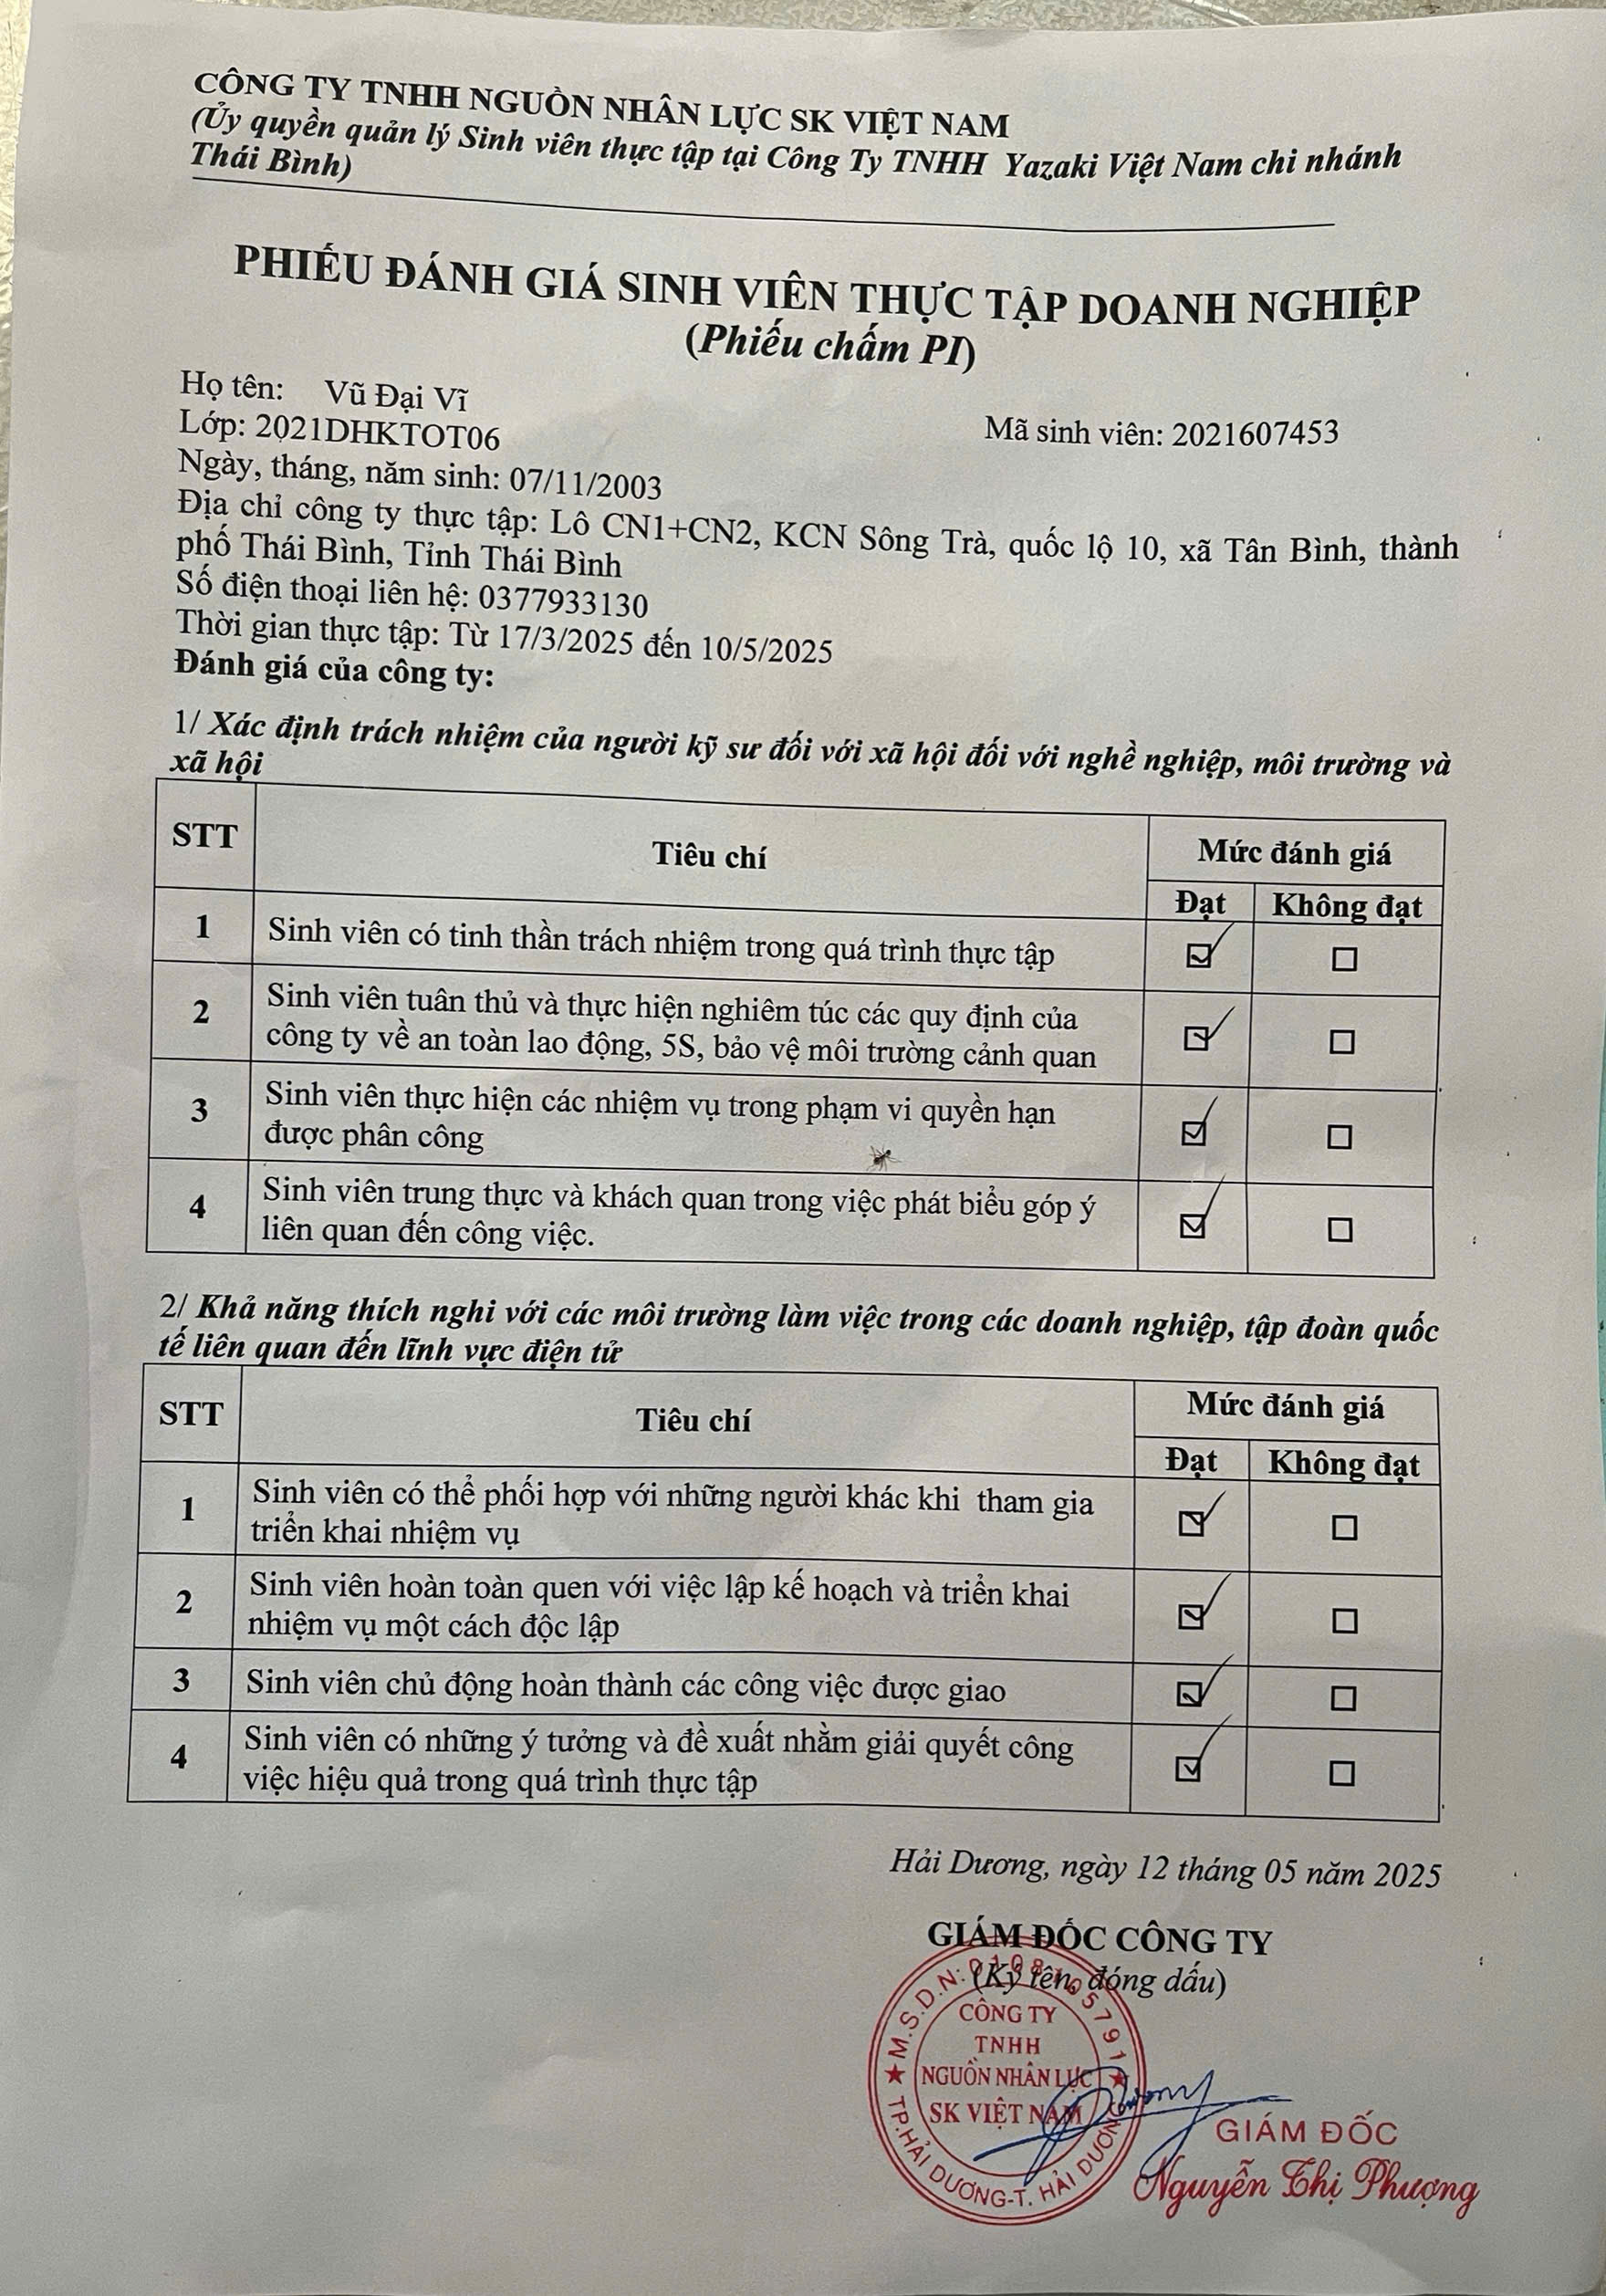 CÔNG TY TNHH NGUỒN NHÂN LỰC SK VIỆT NAM
(Ủy quyền quản lý Sinh viên thực tập tại Công Ty TNHH Yazaki Việt Nam chi nhánh
Thái Bình)
PHIẾU ĐÁNH GIÁ SINH VIÊN THỰC TẬP DOANH NGHIỆP
(Phiếu chấm PI)
Họ tên: Vũ Đại Vĩ
Lớp: 2021DHKTOT06 Mã sinh viên: 2021607453
Ngày, tháng, năm sinh: 07/11/2003
Địa chỉ công ty thực tập: Lô CN1+CN2, KCN Sông Trà, quốc lộ 10, xã Tân Bình, thành
phố Thái Bình, Tỉnh Thái Bình
Số điện thoại liên hệ: 0377933130
Thời gian thực tập: Từ 17/3/2025 đến 10/5/2025
Đánh giá của công ty:
1/ Xác định trách nhiệm của người kỹ sư đối với xã hội đối với nghề nghiệp, môi trường và
xã hội
STT Tiêu chí Mức đánh giá
Đạt Không đạt
1 Sinh viên có tinh thần trách nhiệm trong quá trình thực tập ☑ ☐
2 Sinh viên tuân thủ và thực hiện nghiêm túc các quy định của
công ty về an toàn lao động, 5S, bảo vệ môi trường cảnh quan ☑ ☐
3 Sinh viên thực hiện các nhiệm vụ trong phạm vi quyền hạn
được phân công ☑ ☐
4 Sinh viên trung thực và khách quan trong việc phát biểu góp ý
liên quan đến công việc. ☑ ☐
2/ Khả năng thích nghi với các môi trường làm việc trong các doanh nghiệp, tập đoàn quốc
tế liên quan đến lĩnh vực điện tử
STT Tiêu chí Mức đánh giá
Đạt Không đạt
1 Sinh viên có thể phối hợp với những người khác khi tham gia
triển khai nhiệm vụ ☑ ☐
2 Sinh viên hoàn toàn quen với việc lập kế hoạch và triển khai
nhiệm vụ một cách độc lập ☑ ☐
3 Sinh viên chủ động hoàn thành các công việc được giao ☑ ☐
4 Sinh viên có những ý tưởng và đề xuất nhằm giải quyết công
việc hiệu quả trong quá trình thực tập ☑ ☐
Hải Dương, ngày 12 tháng 05 năm 2025
GIÁM ĐỐC CÔNG TY
(Ký tên, đóng dấu)
M.S.D.N:
CÔNG TY
TNHH
NGUỒN NHÂN LỰC
SK VIỆT NAM
TP.HẢI DƯƠNG-T. HẢI DƯƠNG
GIÁM ĐỐC
Nguyễn Thị Phượng